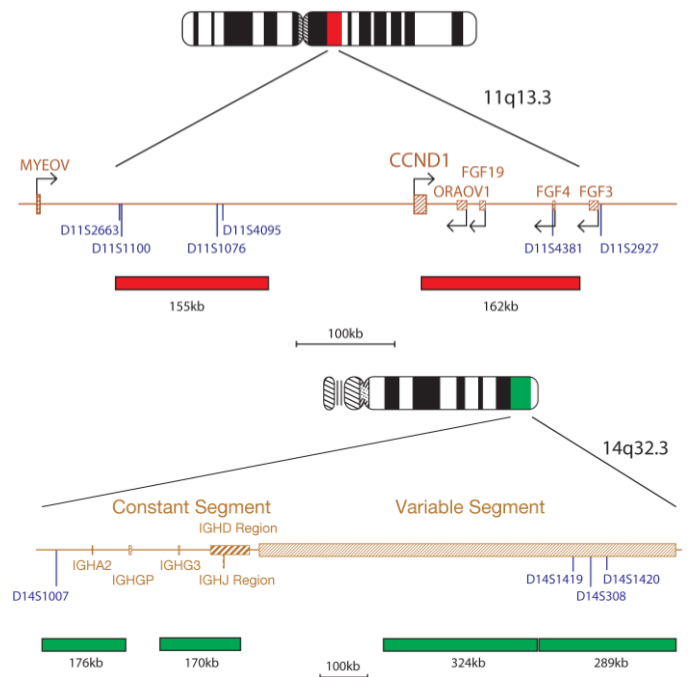 11q13.3
MYEOV
CCND1
FGF19
ORAOV1
FGF4
FGF3
D11S2663
D11S4095
D11S1100
D11S1076
D11S4381
D11S2927
155kb
162kb
100kb
14q32.3
Constant Segment
Variable Segment
IGHD Region
IGHA2
IGHG3
IGHGP
IGHJ Region
D14S1007
D14S1419
D14S1420
D14S308
176kb
170kb
324kb
289kb
100kb